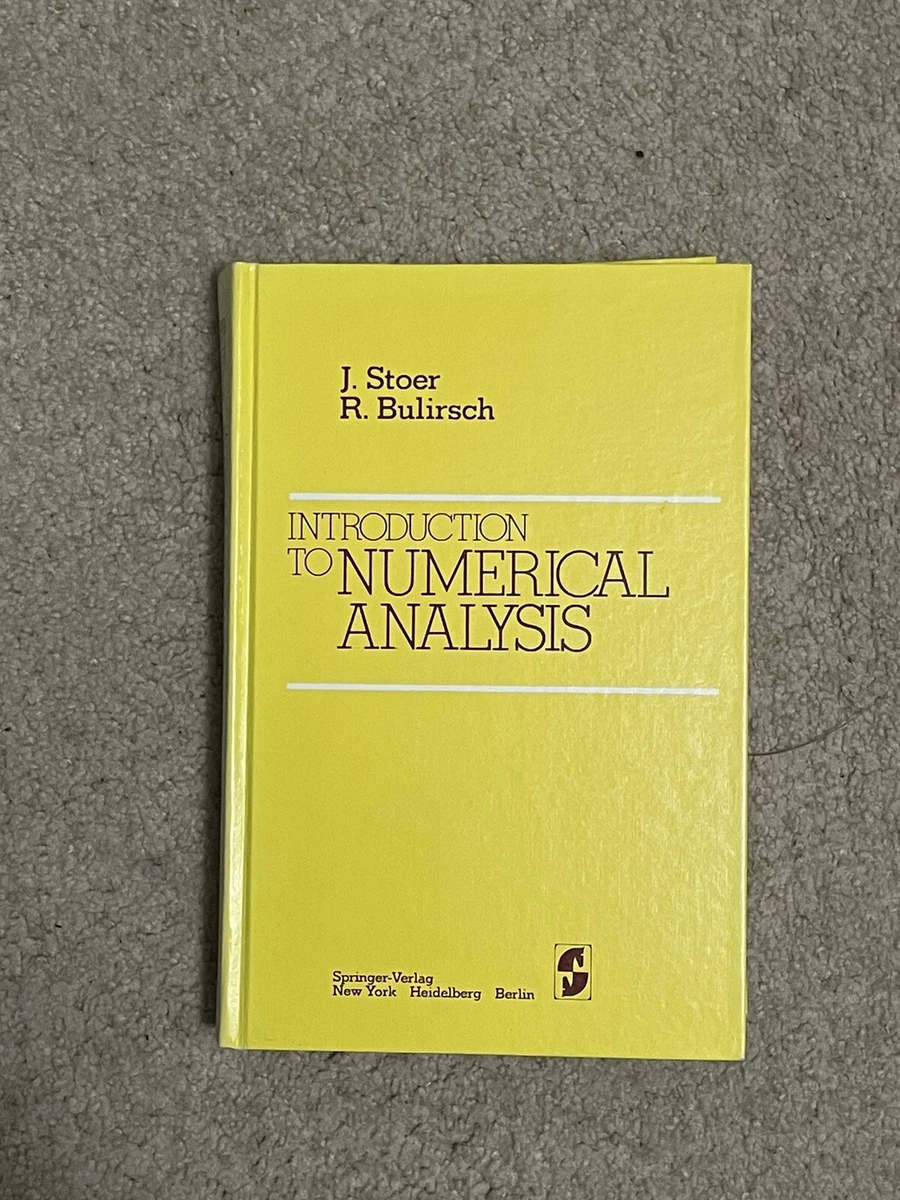 J. Stoer
R. Bulirsch
INTRODUCTION
TO NUMERICAL
ANALYSIS
Springer-Verlag
New York Heidelberg Berlin